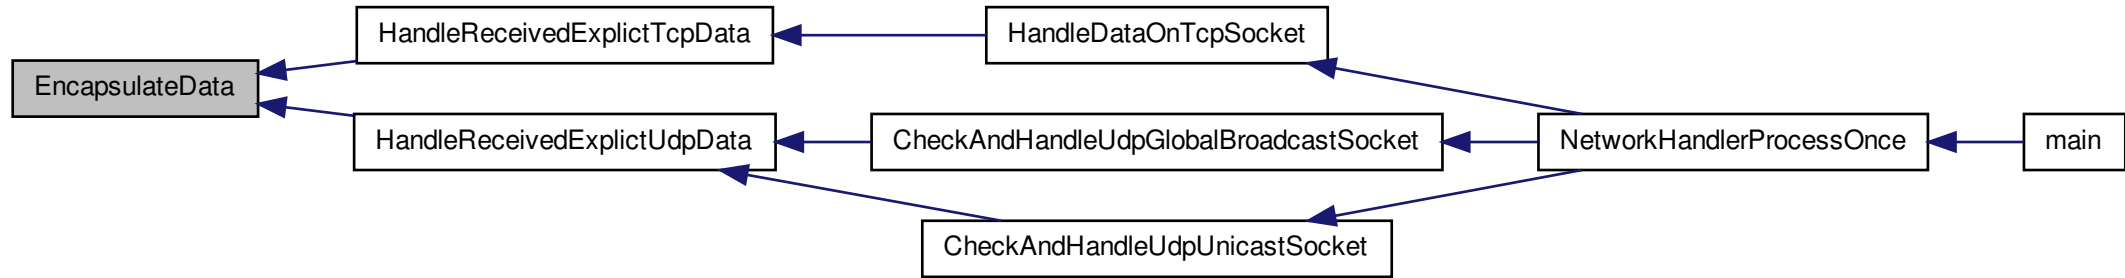 HandleReceivedExplictTcpData
HandleDataOnTcpSocket
EncapsulateData
HandleReceivedExplictUdpData
CheckAndHandleUdpGlobalBroadcastSocket
NetworkHandlerProcessOnce
main
CheckAndHandleUdpUnicastSocket